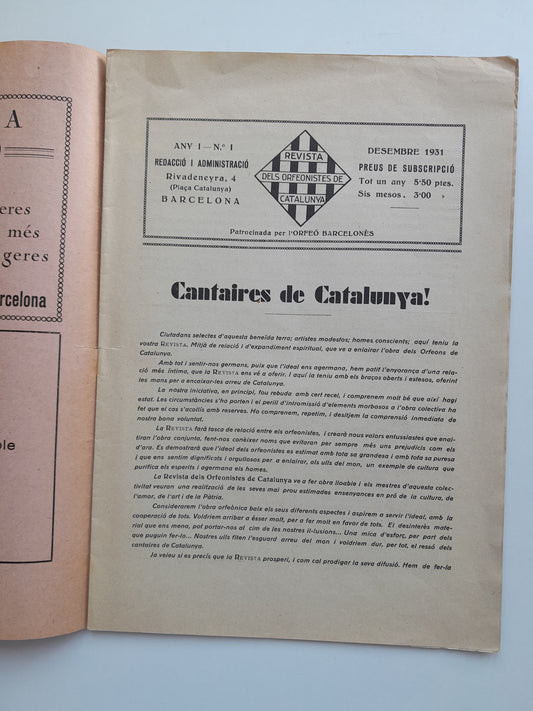 A
eres
més
geres
arcelona
ole
ANY I — N.º I
REDACCIÓ I ADMINISTRACIÓ
Rivadeneyra, 4
(Plaça Catalunya)
BARCELONA
REVISTA
DELS ORFEONISTES DE
CATALUNYA
DESEMBRE 1931
PREUS DE SUBSCRIPCIÓ
Tot un any 5'50 ptes.
Sis mesos. 3'00 »
Patrocinada per l'ORFEÓ BARCELONÈS
Cantaires de Catalunya!
Ciutadans selectes d'aquesta beneïda terra; artistes modestos; homes conscients; aquí teniu la
vostra REVISTA. Mitjà de relació i d'expandiment espiritual, que ve a enlairar l'obra dels Orfeons de
Catalunya.
Amb tot i sentir-nos germans, puix que l'ideal ens agermana, hem patit l'enyorança d'una rela-
ció més íntima, que la REVISTA ens vé a oferir. I aquí la teniu amb els braços oberts i estesos, oferint
les mans per a encaixar-les arreu de Catalunya.
La nostra iniciativa, en principi, fou rebuda amb cert recel, i comprenem molt bé que així hagi
estat. Les circumstàncies s'ho porten i el perill d'intromissió d'elements morbosos a l'obra colectiva ha
fet que el cas s'aculli amb reserves. Ho comprenem, repetim, i desitjem la comprensió inmediata de
nostra bona voluntat.
La REVISTA farà tasca de relació entre els orfeonistes, i crearà nous valors entussiastes que enal-
tiran l'obra conjunta, fent-nos conèixer noms que evitaran per sempre més uns prejudicis com els
d'ara. Es demostrarà que l'ideal dels orfeonistes es estimat amb tota sa grandesa i amb tota sa puresa
i que ens sentim dignificats i orgullosos per a enlairar, als ulls del mon, un exemple de cultura que
purifica els esperits i agermana els homes.
La Revista dels Orfeonistes de Catalunya ve a fer obra lloable i els mestres d'aquesta colec-
tivitat veuran una realització de les seves mai prou estimades ensenyances en pró de la cultura, de
l'amor, de l'art i de la Pàtria.
Considerarem l'obra orfeònica baix els seus diferents aspectes i aspirem a servir l'ideal, amb la
cooperació de tots. Voldríem arribar a ésser molt, per a fer molt en favor de tots. El desinterès mate-
rial que ens mena, pot portar-nos al cim de les nostres il·lusions... Una mica d'esforç, per part dels
que puguin fer-lo... Nostres ulls fiten l'esguard arreu del mon i voldríem dur, per tot, el ressò dels
cantaires de Catalunya.
Ja veieu si es precis que la REVISTA prosperi, i com cal prodigar la seva difusió. Hem de fer-la